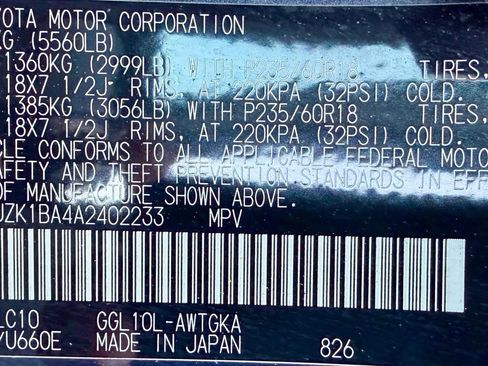 OTA MOTOR CORPORATION
KG (5560LB)
1360KG (2999LB) WITH P235/60R18 TIRES,
18X7 1/2J RIMS, AT 220KPA (32PSI) COLD.
1385KG (3056LB) WITH P235/60R18 TIRES,
18X7 1/2J RIMS, AT 220KPA (32PSI) COLD.
CLE CONFORMS TO ALL APPLICABLE FEDERAL MOTO
AFETY AND THEFT PREVENTION STANDARDS IN EFF
OF MANUFACTURE SHOWN ABOVE.
JZK1BA4A2402233 MPV
LC10 GGL10L-AWTGKA
/U660E MADE IN JAPAN 826